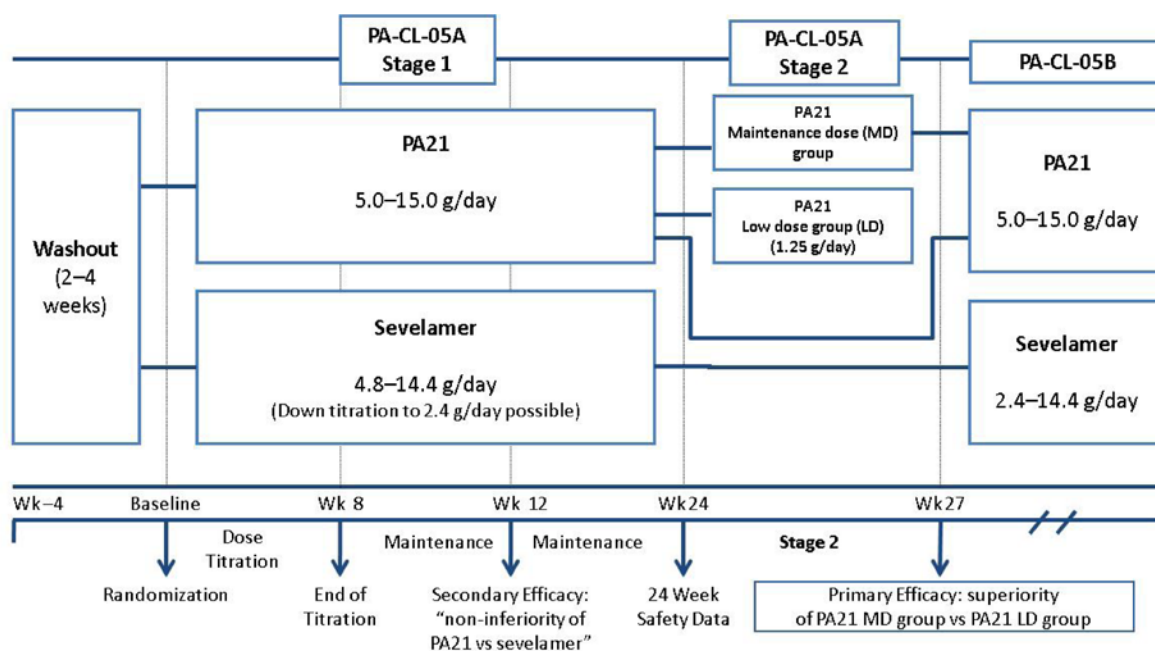 PA-CL-05A
Stage 1
PA-CL-05A
Stage 2
PA-CL-05B
Washout
(2–4
weeks)
PA21
5.0–15.0 g/day
Sevelamer
4.8–14.4 g/day
(Down titration to 2.4 g/day possible)
PA21
Maintenance dose (MD)
group
PA21
Low dose group (LD)
(1.25 g/day)
PA21
5.0–15.0 g/day
Sevelamer
2.4–14.4 g/day
Wk–4
Baseline
Wk 8
Wk 12
Wk24
Wk27
Dose
Titration
Maintenance
Maintenance
Stage 2
Randomization
End of
Titration
Secondary Efficacy:
“non-inferiority of
PA21 vs sevelamer”
24 Week
Safety Data
Primary Efficacy: superiority
of PA21 MD group vs PA21 LD group